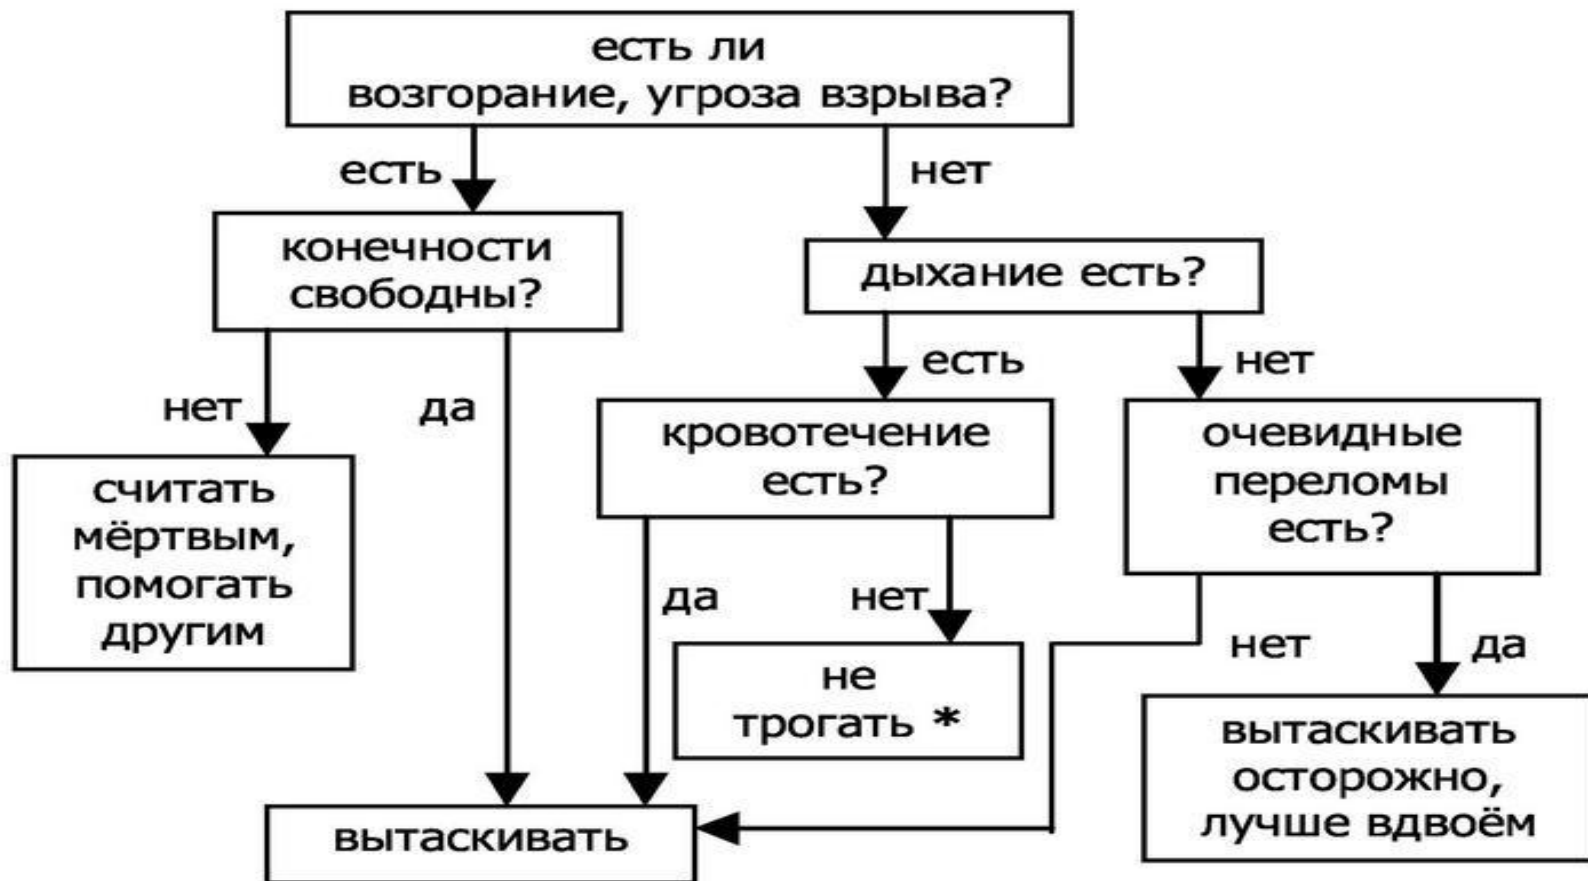 есть ли
возгорание, угроза взрыва?
есть
нет
конечности
свободны?
дыхание есть?
есть
нет
нет
да
кровотечение
есть?
очевидные
переломы
есть?
считать
мёртвым,
помогать
другим
да
нет
нет
да
не
трогать *
вытаскивать
осторожно,
лучше вдвоём
вытаскивать